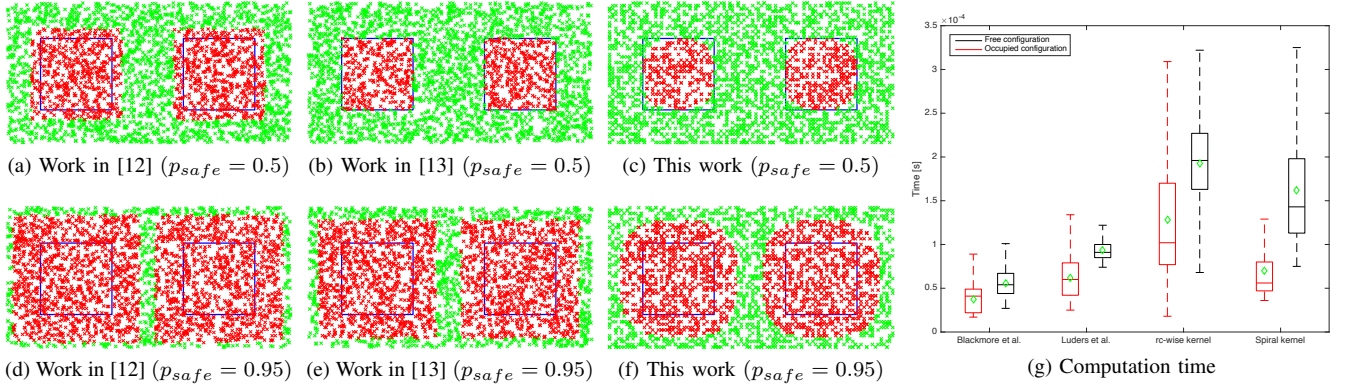 (a) Work in [12] (p_safe = 0.5)
(b) Work in [13] (p_safe = 0.5)
(c) This work (p_safe = 0.5)
(d) Work in [12] (p_safe = 0.95)
(e) Work in [13] (p_safe = 0.95)
(f) This work (p_safe = 0.95)
×10⁻⁴
3.5
3
2.5
2
1.5
1
0.5
0
Time [s]
Free configuration
Occupied configuration
Blackmore et al.
Luders et al.
rc-wise kernel
Spiral kernel
(g) Computation time